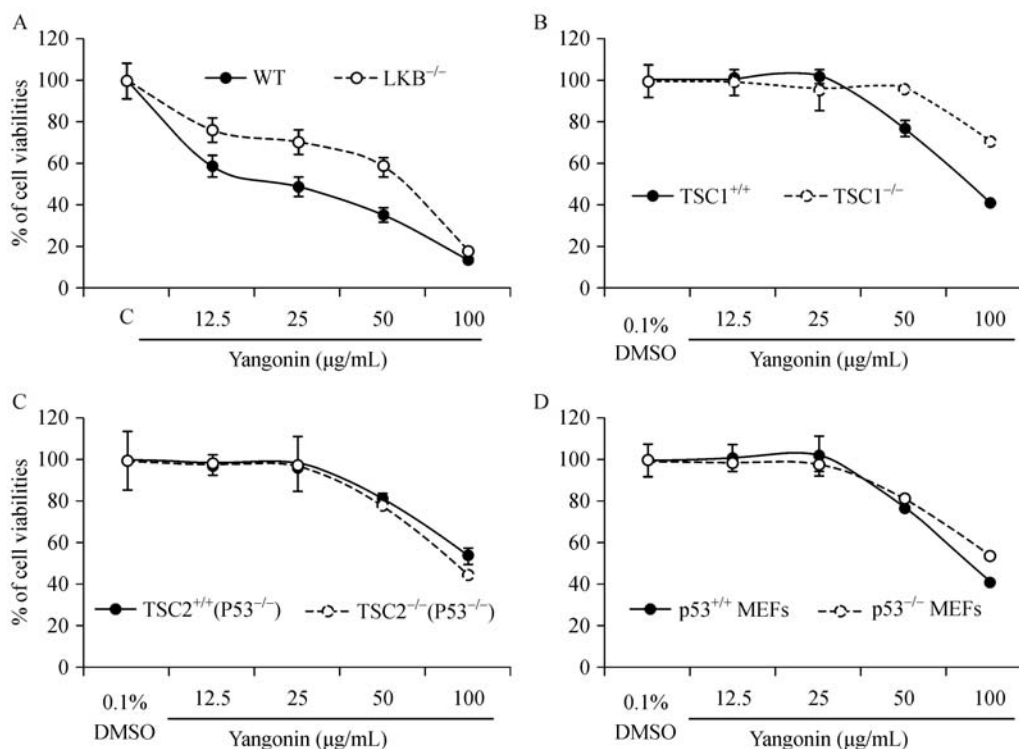 A
% of cell viabilities
120
100
80
60
40
20
0
WT
LKB⁻/⁻
C 12.5 25 50 100
Yangonin (μg/mL)
B
120
100
80
60
40
20
0
TSC1⁺/⁺
TSC1⁻/⁻
0.1% DMSO
12.5 25 50 100
Yangonin (μg/mL)
C
% of cell viabilities
120
100
80
60
40
20
0
TSC2⁺/⁺(P53⁻/⁻)
TSC2⁻/⁻(P53⁻/⁻)
0.1%
DMSO
12.5 25 50 100
Yangonin (μg/mL)
D
120
100
80
60
40
20
0
p53⁺/⁺ MEFs
p53⁻/⁻ MEFs
0.1%
DMSO
12.5 25 50 100
Yangonin (μg/mL)